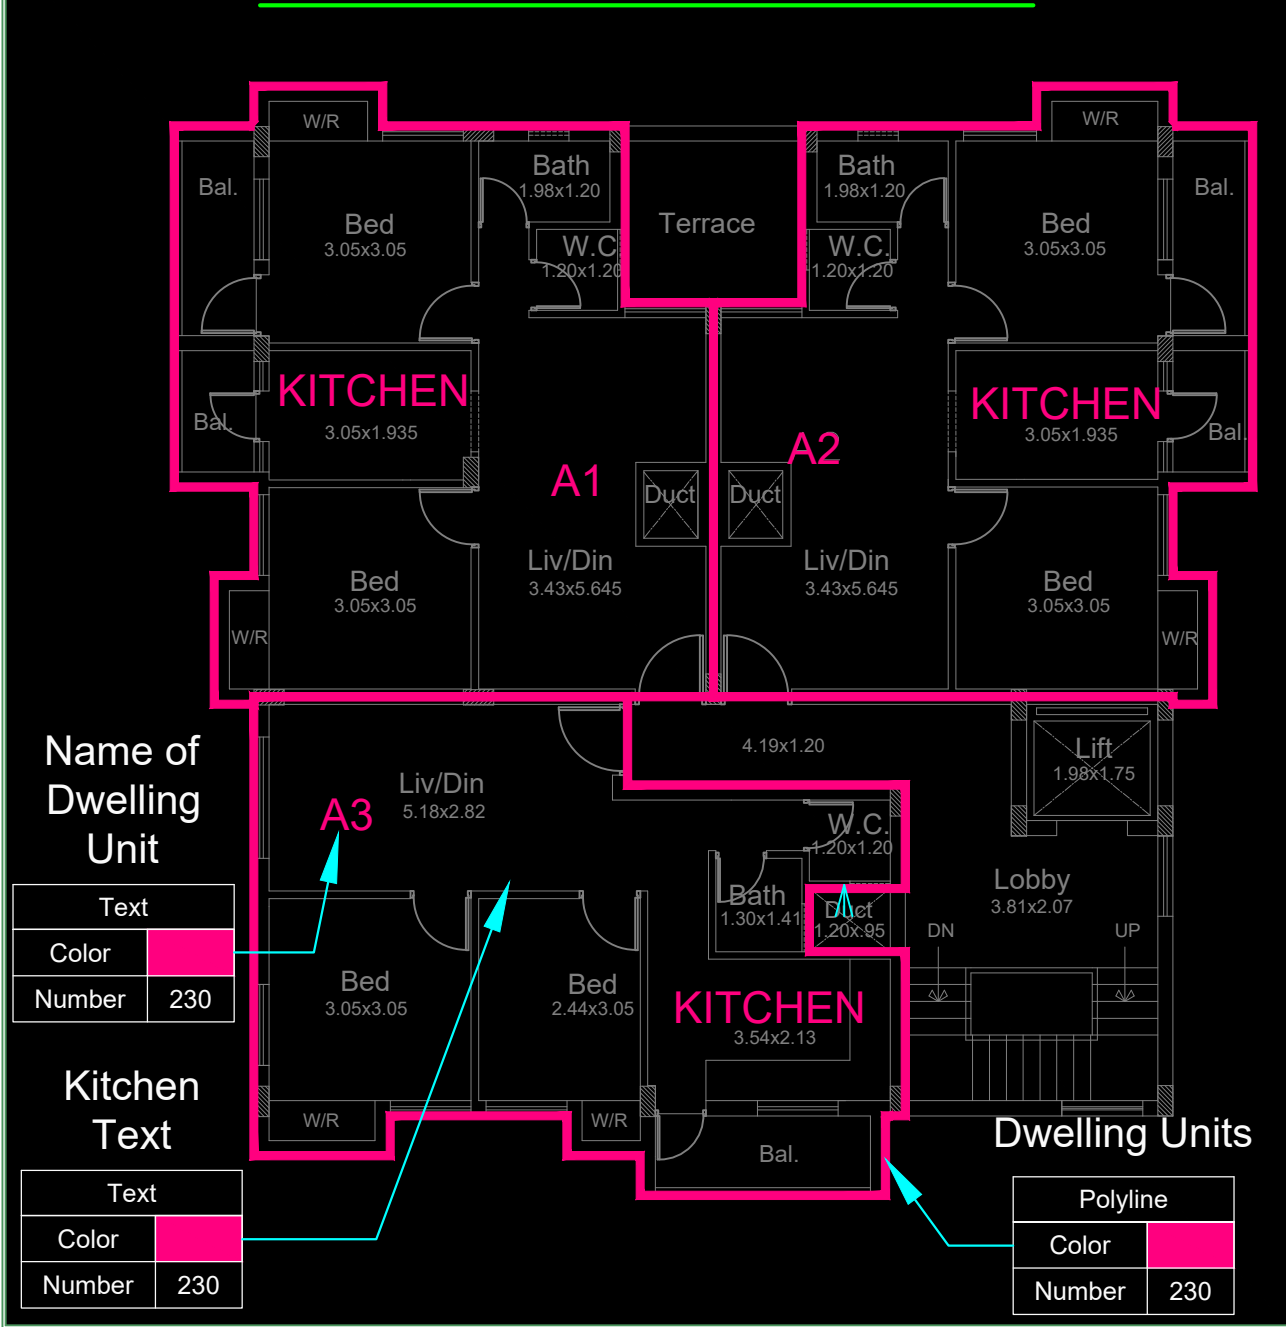 W/R
W/R
Bal.
Bed
3.05x3.05
Bath
1.98x1.20
W.C.
1.20x1.20
Terrace
Bath
1.98x1.20
W.C.
1.20x1.20
Bed
3.05x3.05
Bal.
KITCHEN
3.05x1.935
Bal.
A1
A2
KITCHEN
3.05x1.935
Bal.
Duct
Duct
Bed
3.05x3.05
Liv/Din
3.43x5.645
Liv/Din
3.43x5.645
Bed
3.05x3.05
W/R
W/R
4.19x1.20
Lift
1.98x1.75
Liv/Din
5.18x2.82
A3
W.C.
1.20x1.20
Bath
1.30x1.41
Duct
1.20x.95
Lobby
3.81x2.07
DN
UP
Bed
3.05x3.05
Bed
2.44x3.05
KITCHEN
3.54x2.13
W/R
W/R
Bal.
Name of
Dwelling
Unit
Text
Color
Number 230
Kitchen
Text
Text
Color
Number 230
Dwelling Units
Polyline
Color
Number 230